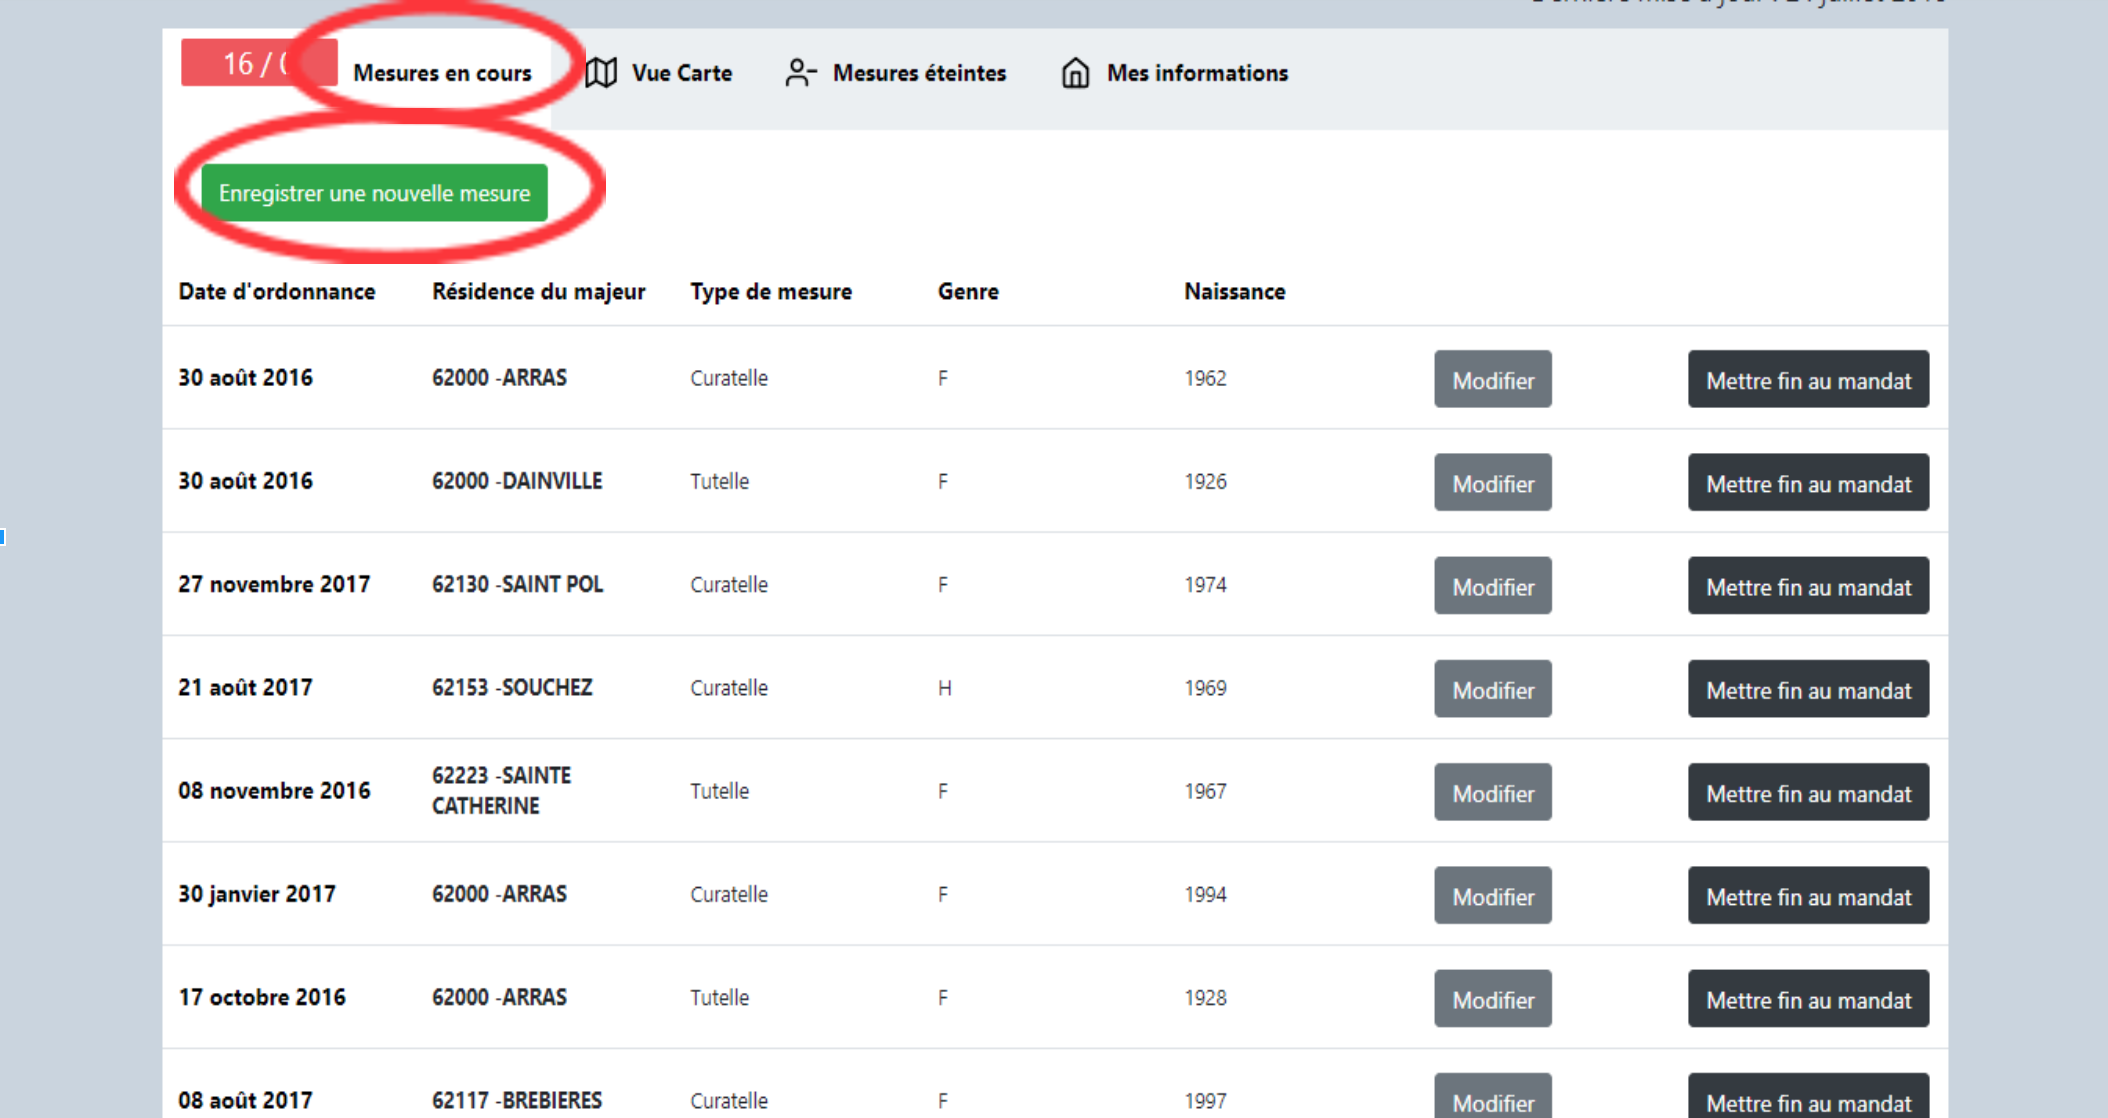 16 / 
Mesures en cours
Vue Carte
Mesures éteintes
Mes informations
Enregistrer une nouvelle mesure
Date d'ordonnance Résidence du majeur Type de mesure Genre Naissance
30 août 2016 62000 -ARRAS Curatelle F 1962 Modifier Mettre fin au mandat
30 août 2016 62000 -DAINVILLE Tutelle F 1926 Modifier Mettre fin au mandat
27 novembre 2017 62130 -SAINT POL Curatelle F 1974 Modifier Mettre fin au mandat
21 août 2017 62153 -SOUCHEZ Curatelle H 1969 Modifier Mettre fin au mandat
08 novembre 2016 62223 -SAINTE
CATHERINE Tutelle F 1967 Modifier Mettre fin au mandat
30 janvier 2017 62000 -ARRAS Curatelle F 1994 Modifier Mettre fin au mandat
17 octobre 2016 62000 -ARRAS Tutelle F 1928 Modifier Mettre fin au mandat
08 août 2017 62117 -BREBIERES Curatelle F 1997 Modifier Mettre fin au mandat